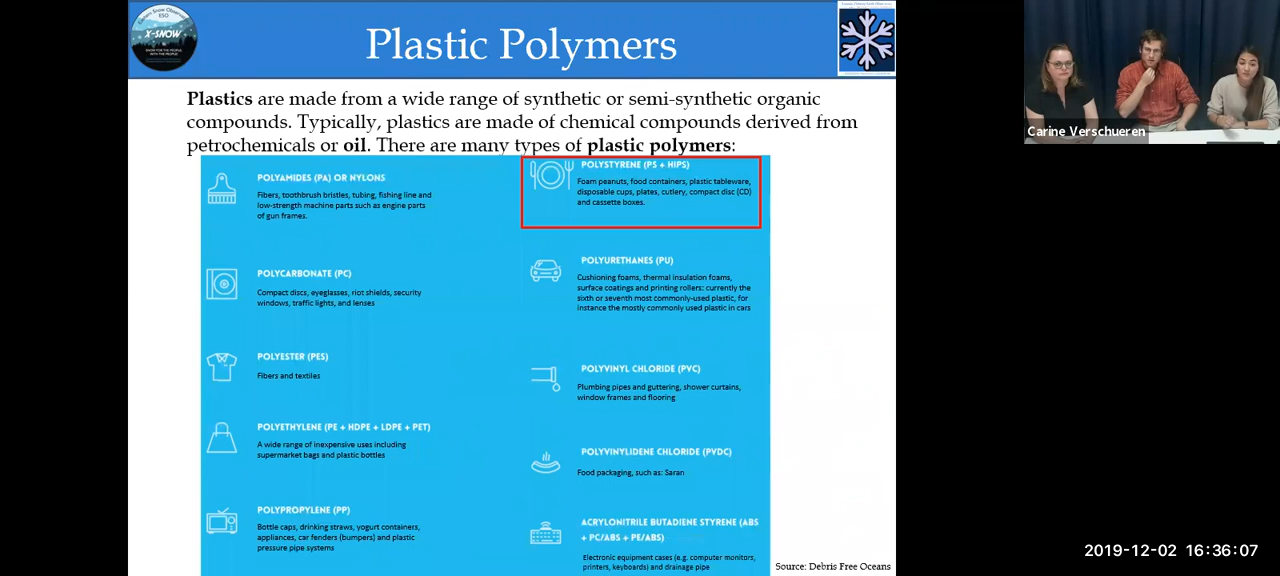 X-SNOW
Plastic Polymers
Plastics are made from a wide range of synthetic or semi-synthetic organic
compounds. Typically, plastics are made of chemical compounds derived from
petrochemicals or oil. There are many types of plastic polymers:
POLYAMIDES (PA) OR NYLONS
Fibers, toothbrush bristles, tubing, fishing line and
low-strength machine parts such as engine parts
of gun frames.
POLYCARBONATE (PC)
Compact discs, eyeglasses, riot shields, security
windows, traffic lights, and lenses
POLYESTER (PES)
Fibers and textiles
POLYETHYLENE (PE + HDPE + LDPE + PET)
A wide range of inexpensive uses including
supermarket bags and plastic bottles
POLYPROPYLENE (PP)
Bottle caps, drinking straws, yogurt containers,
appliances, car fenders (bumpers) and plastic
pressure pipe systems
POLYSTYRENE (PS + HIPS)
Foam peanuts, food containers, plastic tableware,
disposable cups, plates, cutlery, compact disc (CD)
and cassette boxes.
POLYURETHANES (PU)
Cushioning foams, thermal insulation foams,
surface coatings and printing rollers: currently the
sixth or seventh most commonly-used plastic, for
instance the mostly commonly used plastic in cars
POLYVINYL CHLORIDE (PVC)
Plumbing pipes and guttering, shower curtains,
window frames and flooring
POLYVINYLIDENE CHLORIDE (PVDC)
Food packaging, such as: Saran
ACRYLONITRILE BUTADIENE STYRENE (ABS
+ PC/ABS + PE/ABS)
Electronic equipment cases (e.g. computer monitors,
printers, keyboards) and drainage pipe
Source: Debris Free Oceans
Carine Verschueren
2019-12-02 16:36:07